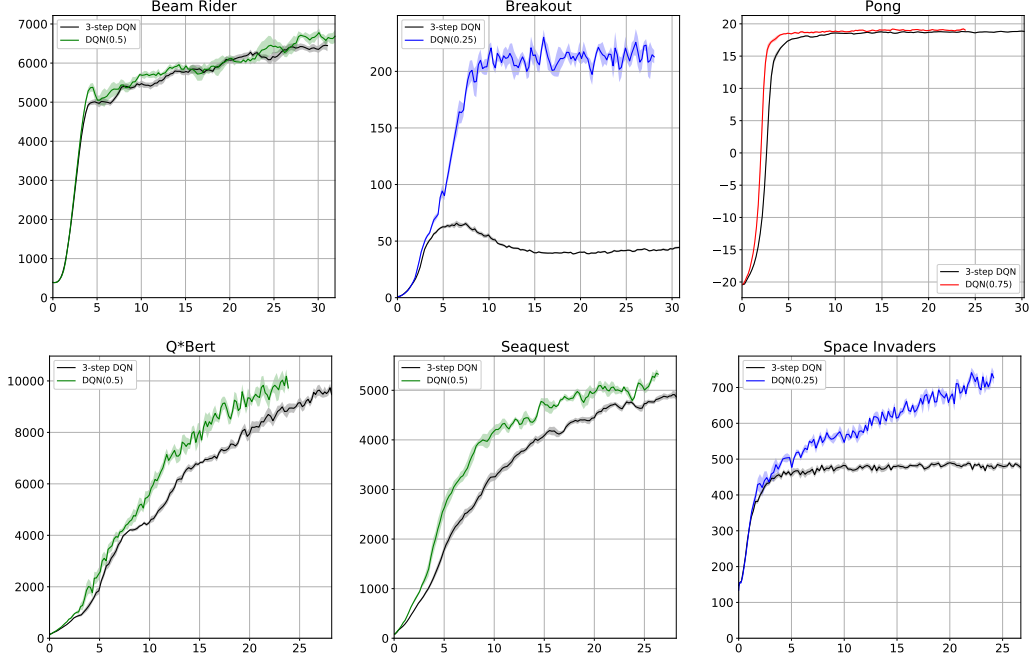 Beam Rider
3-step DQN
DQN(0.5)
7000
6000
5000
4000
3000
2000
1000
0
0 5 10 15 20 25 30
Breakout
3-step DQN
DQN(0.25)
200
150
100
50
0
0 5 10 15 20 25 30
Pong
20
15
10
5
0
−5
−10
−15
−20
3-step DQN
DQN(0.75)
0 5 10 15 20 25 30
Q*Bert
3-step DQN
DQN(0.5)
10000
8000
6000
4000
2000
0
0 5 10 15 20 25
Seaquest
3-step DQN
DQN(0.5)
5000
4000
3000
2000
1000
0
0 5 10 15 20 25
Space Invaders
3-step DQN
DQN(0.25)
700
600
500
400
300
200
100
0
0 5 10 15 20 25